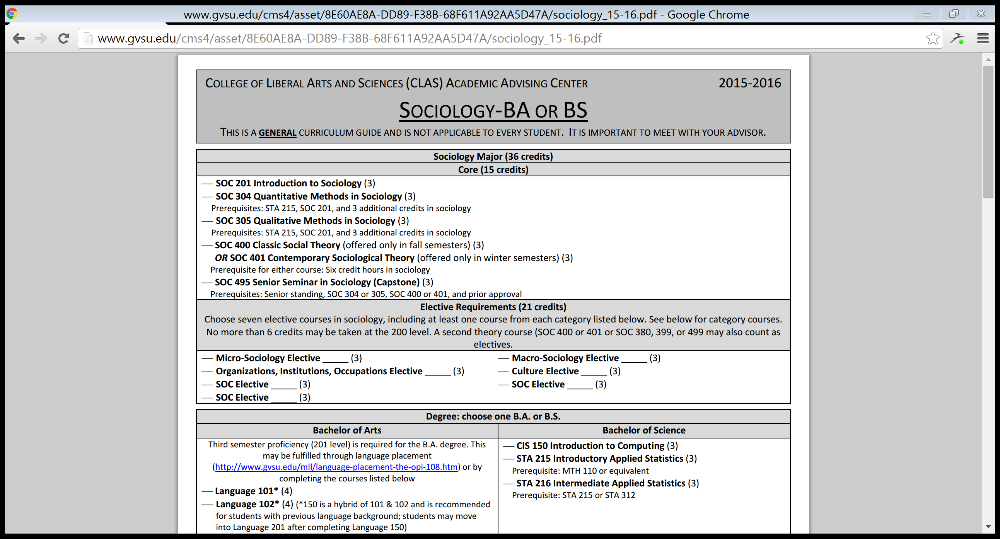 www.gvsu.edu/cms4/asset/8E60AE8A-DD89-F38B-68F611A92AA5D47A/sociology_15-16.pdf - Google Chrome
www.gvsu.edu/cms4/asset/8E60AE8A-DD89-F38B-68F611A92AA5D47A/sociology_15-16.pdf
COLLEGE OF LIBERAL ARTS AND SCIENCES (CLAS) ACADEMIC ADVISING CENTER 2015-2016
SOCIOLOGY-BA OR BS
THIS IS A GENERAL CURRICULUM GUIDE AND IS NOT APPLICABLE TO EVERY STUDENT. IT IS IMPORTANT TO MEET WITH YOUR ADVISOR.
Sociology Major (36 credits)
Core (15 credits)
— SOC 201 Introduction to Sociology (3)
— SOC 304 Quantitative Methods in Sociology (3)
Prerequisites: STA 215, SOC 201, and 3 additional credits in sociology
— SOC 305 Qualitative Methods in Sociology (3)
Prerequisites: STA 215, SOC 201, and 3 additional credits in sociology
— SOC 400 Classic Social Theory (offered only in fall semesters) (3)
OR SOC 401 Contemporary Sociological Theory (offered only in winter semesters) (3)
Prerequisite for either course: Six credit hours in sociology
— SOC 495 Senior Seminar in Sociology (Capstone) (3)
Prerequisites: Senior standing, SOC 304 or 305, SOC 400 or 401, and prior approval
Elective Requirements (21 credits)
Choose seven elective courses in sociology, including at least one course from each category listed below. See below for category courses.
No more than 6 credits may be taken at the 200 level. A second theory course (SOC 400 or 401 or SOC 380, 399, or 499 may also count as
electives.
— Micro-Sociology Elective _____ (3)
— Organizations, Institutions, Occupations Elective _____ (3)
— SOC Elective _____ (3)
— SOC Elective _____ (3)
— Macro-Sociology Elective _____ (3)
— Culture Elective _____ (3)
— SOC Elective _____ (3)
Degree: choose one B.A. or B.S.
Bachelor of Arts
Third semester proficiency (201 level) is required for the B.A. degree. This
may be fulfilled through language placement
(http://www.gvsu.edu/mll/language-placement-the-opi-108.htm) or by
completing the courses listed below
— Language 101* (4)
— Language 102* (4) (*150 is a hybrid of 101 & 102 and is recommended
for students with previous language background; students may move
into Language 201 after completing Language 150)
Bachelor of Science
— CIS 150 Introduction to Computing (3)
— STA 215 Introductory Applied Statistics (3)
Prerequisite: MTH 110 or equivalent
— STA 216 Intermediate Applied Statistics (3)
Prerequisite: STA 215 or STA 312